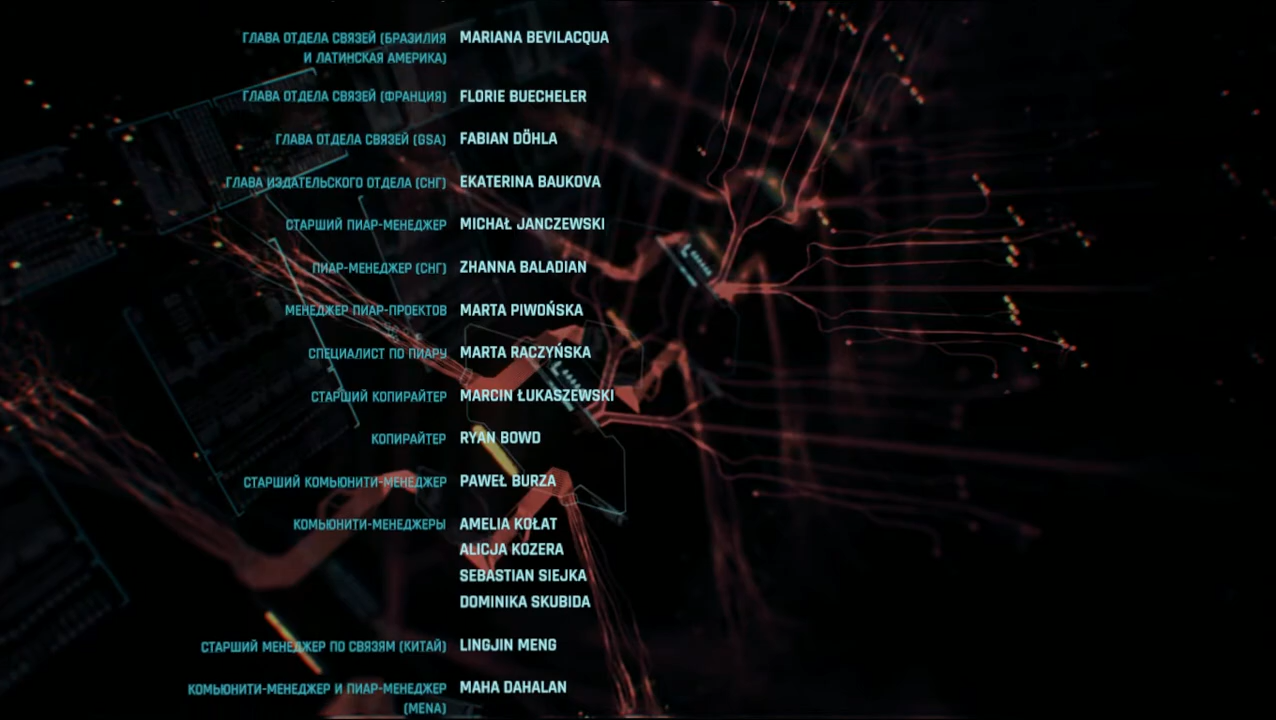 ГЛАВА ОТДЕЛА СВЯЗЕЙ (БРАЗИЛИЯ MARIANA BEVILACQUA
И ЛАТИНСКАЯ АМЕРИКА)
ГЛАВА ОТДЕЛА СВЯЗЕЙ (ФРАНЦИЯ) FLORIE BUECHELER
ГЛАВА ОТДЕЛА СВЯЗЕЙ (GSA) FABIAN DÖHLA
ГЛАВА ИЗДАТЕЛЬСКОГО ОТДЕЛА (СНГ) EKATERINA BAUKOVA
СТАРШИЙ ПИАР-МЕНЕДЖЕР MICHAŁ JANCZEWSKI
ПИАР-МЕНЕДЖЕР (СНГ) ZHANNA BALADIAN
МЕНЕДЖЕР ПИАР-ПРОЕКТОВ MARTA PIWOŃSKA
СПЕЦИАЛИСТ ПО ПИАРУ MARTA RACZYŃSKA
СТАРШИЙ КОПИРАЙТЕР MARCIN ŁUKASZEWSKI
КОПИРАЙТЕР RYAN BOWD
СТАРШИЙ КОМЬЮНИТИ-МЕНЕДЖЕР PAWEŁ BURZA
КОМЬЮНИТИ-МЕНЕДЖЕРЫ AMELIA KOŁAT
ALICJA KOZERA
SEBASTIAN SIEJKA
DOMINIKA SKUBIDA
СТАРШИЙ МЕНЕДЖЕР ПО СВЯЗЯМ (КИТАЙ) LINGJIN MENG
КОМЬЮНИТИ-МЕНЕДЖЕР И ПИАР-МЕНЕДЖЕР MAHA DAHALAN
(MENA)